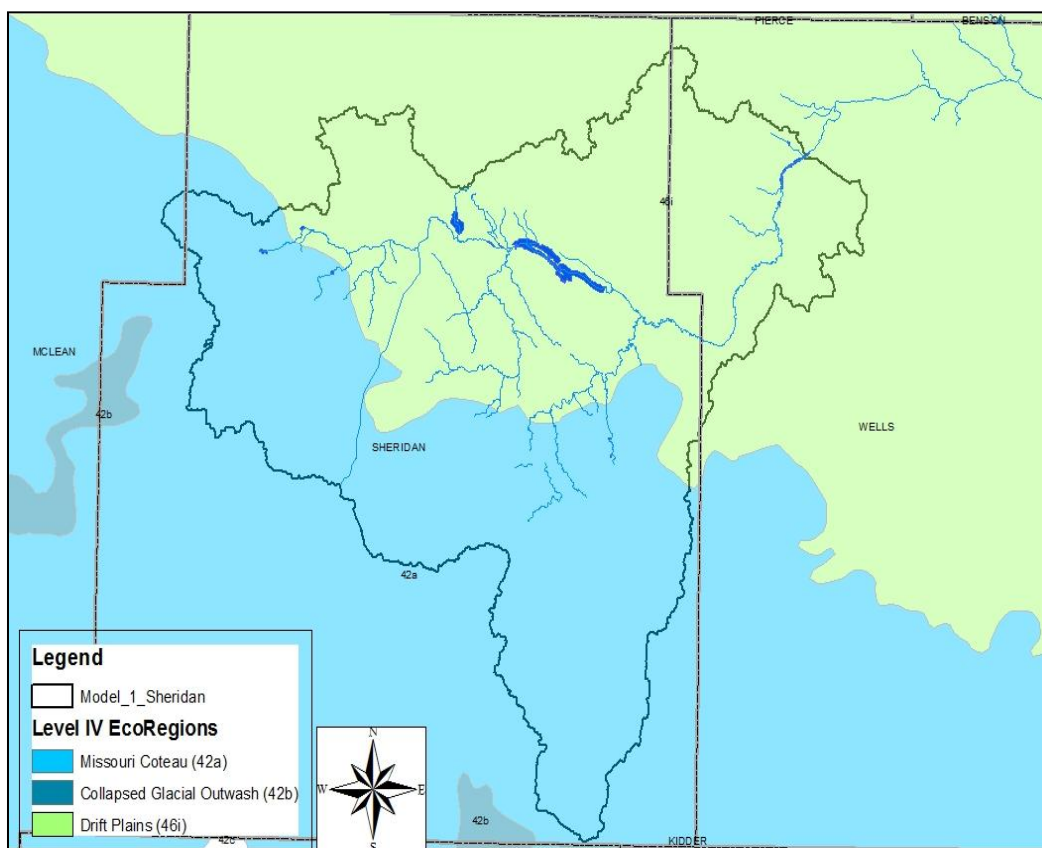 PIERCE
BENSON
46i
MCLEAN
42b
SHERIDAN
WELLS
42a
Legend
Model_1_Sheridan
Level IV EcoRegions
Missouri Coteau (42a)
Collapsed Glacial Outwash (42b)
Drift Plains (46i)
N
W
E
S
42b
KIDDER